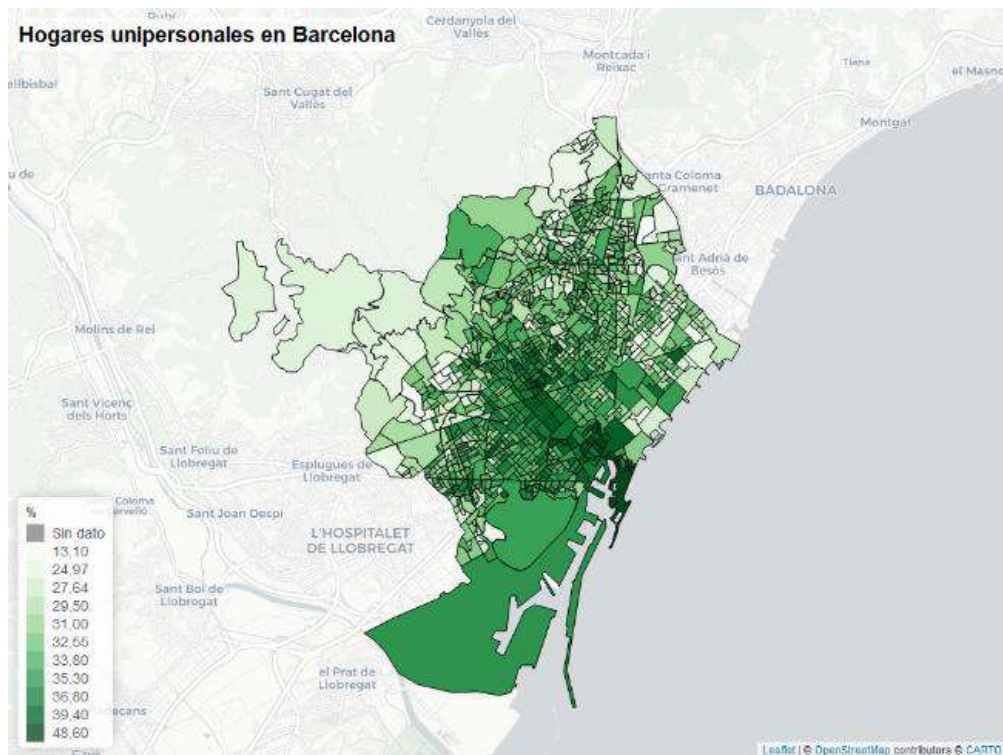 Hogares unipersonales en Barcelona
Cerdanyola del
Vallès
Montcada i
Reixac
Tiana
el Masno
Sant Cugat del
Vallès
Montgat
BADALONA
anta Coloma
Gramenet
ant Adrià de
Besòs
Molins de Rei
Sant Vicenç
dels Horts
Sant Feliu de
Llobregat
Esplugues de
Llobregat
Coloma
Sant Joan Despí
L'HOSPITALET
DE LLOBREGAT
Sant Boi de
Llobregat
el Prat de
Llobregat
%
Sin dato
13,10
24,97
27,64
29,50
31,00
32,55
33,80
35,30
36,80
39,40
48,60
Leaflet | © OpenStreetMap contributors © CARTO